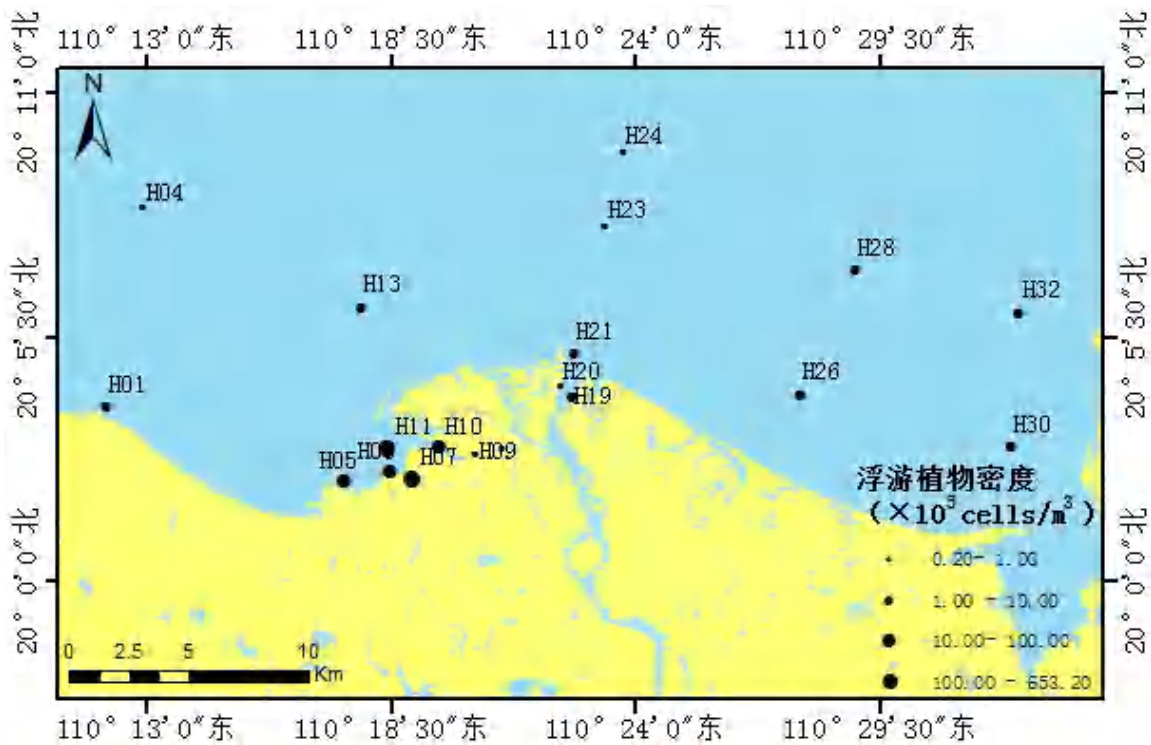 110° 13′0″东 110° 18′30″东 110° 24′0″东 110° 29′30″东
20° 11′0″北
20° 11′0″北
N
H24
H04
H23
H28
H13
H32
20° 5′30″北
20° 5′30″北
H21
H20
H01
H26
H19
H11 H10
H30
H05 H07 H09
浮游植物密度
cells/m³）
0.20- 1.00
1.00 - 10.00
10.00- 100.00
100.00 - 653.20
20° 0′0″北
20° 0′0″北
0 2.5 5 10
Km
110° 13′0″东 110° 18′30″东 110° 24′0″东 110° 29′30″东